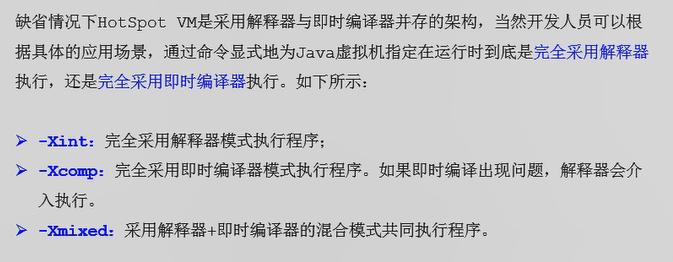 缺省情况下HotSpot VM是采用解释器与即时编译器并存的架构，当然开发人员可以根
据具体的应用场景，通过命令显式地为Java虚拟机指定在运行时到底是完全采用解释器
执行，还是完全采用即时编译器执行。如下所示：
➢ -Xint：完全采用解释器模式执行程序；
➢ -Xcomp：完全采用即时编译器模式执行程序。如果即时编译出现问题，解释器会介
入执行。
➢ -Xmixed：采用解释器+即时编译器的混合模式共同执行程序。